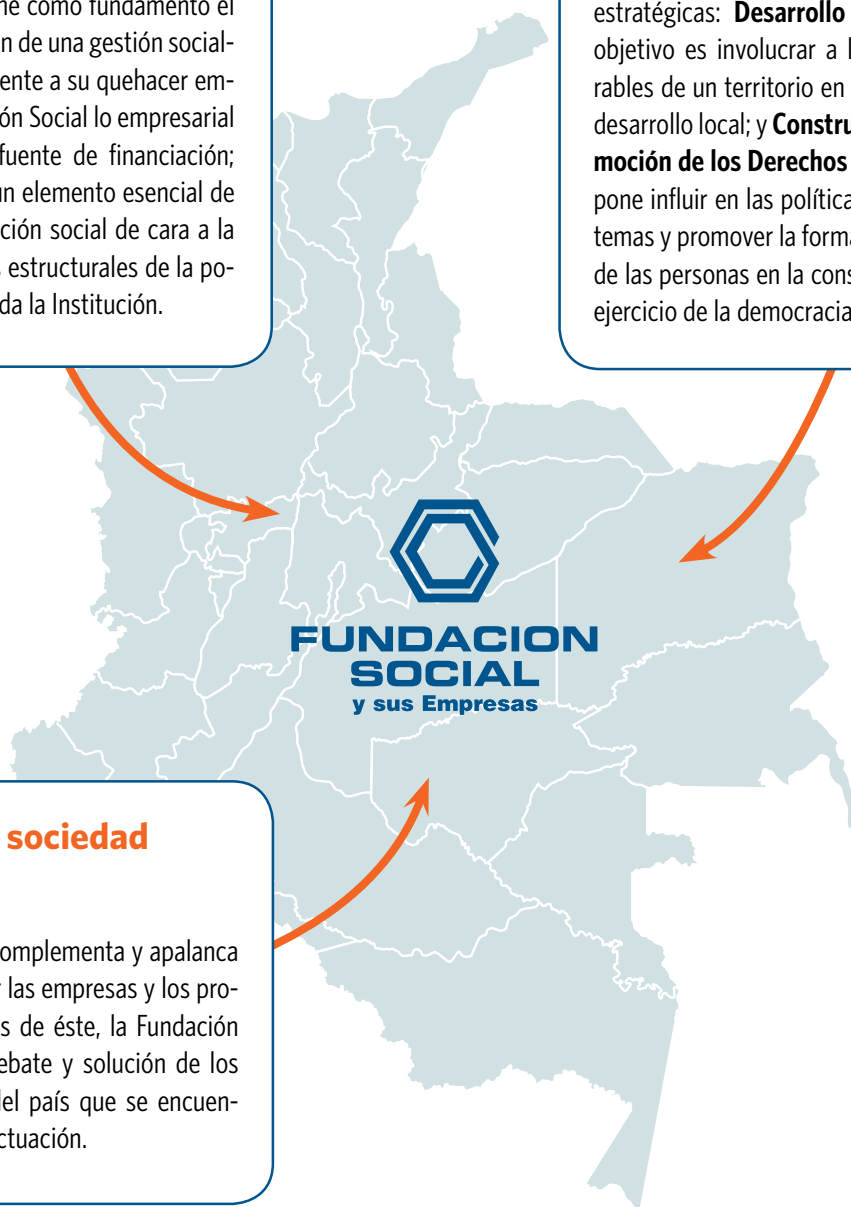 ne como fundamento el
n de una gestión social-
ente a su quehacer em-
ón Social lo empresarial
fuente de financiación;
un elemento esencial de
ción social de cara a la
s estructurales de la po-
da la Institución.
estratégicas: Desarrollo
objetivo es involucrar a l
rables de un territorio en
desarrollo local; y Constru
moción de los Derechos
pone influir en las política
temas y promover la forma
de las personas en la cons
ejercicio de la democracia
FUNDACION
SOCIAL
y sus Empresas
sociedad
omplementa y apalanca
r las empresas y los pro-
s de éste, la Fundación
ebate y solución de los
del país que se encuen-
ctuación.